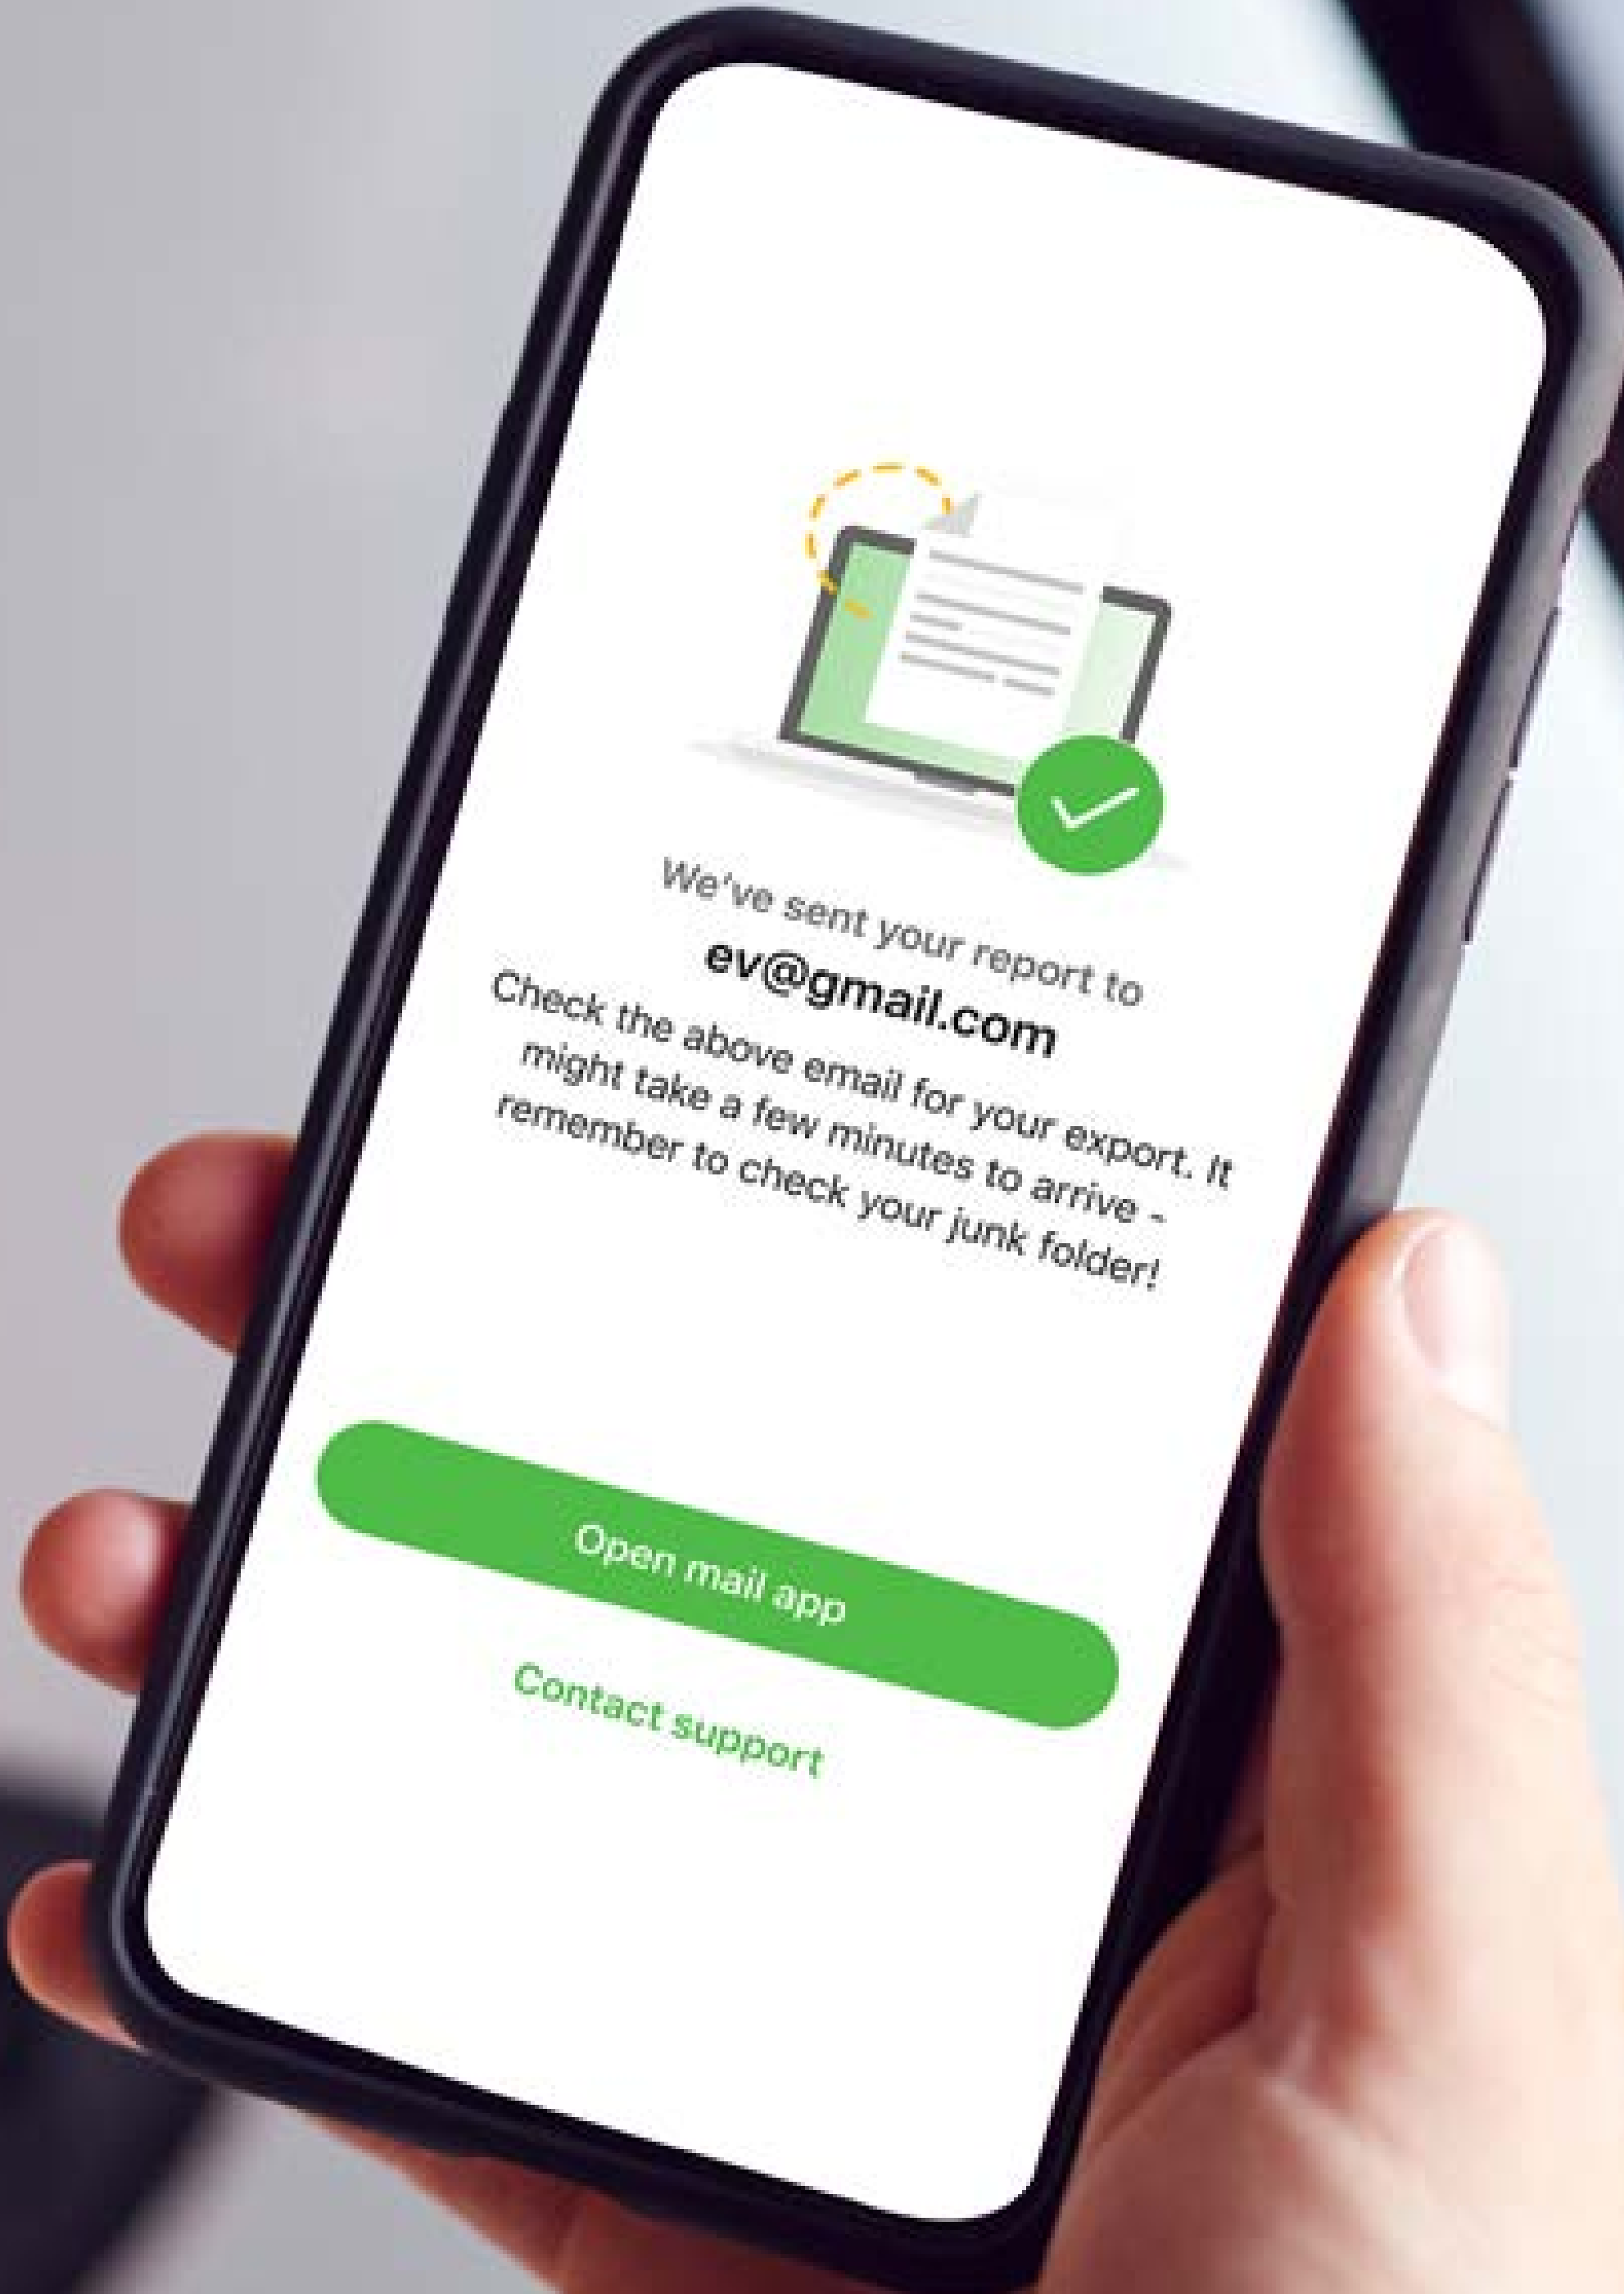 We've sent your report to
ev@gmail.com
Check the above email for your export. It
might take a few minutes to arrive -
remember to check your junk folder!
Open mail app
Contact support